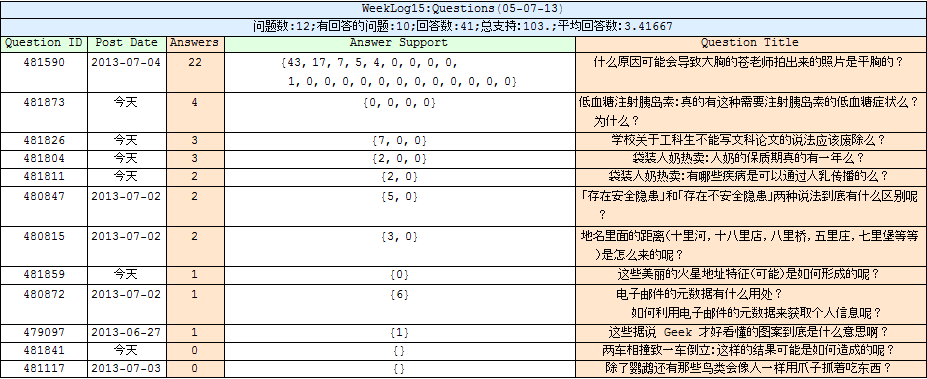 WeekLog15:Questions(05-07-13)
问题数:12;有回答的问题:10;回答数:41;总支持:103.;平均回答数:3.41667
Question ID Post Date Answers Answer Support Question Title
481590 2013-07-04 22 {43, 17, 7, 5, 4, 0, 0, 0, 0, 什么原因可能会导致大胸的苍老师拍出来的照片是平胸的?
1, 0, 0, 0, 0, 0, 0, 0, 0, 0, 0, 0, 0}
481873 今天 4 {0, 0, 0, 0} 低血糖注射胰岛素:真的有这种需要注射胰岛素的低血糖症状么?
为什么?
481826 今天 3 {7, 0, 0} 学校关于工科生不能写文科论文的说法应该废除么?
481804 今天 3 {2, 0, 0} 袋装人奶热卖:人奶的保质期真的有一年么?
481811 今天 2 {2, 0} 袋装人奶热卖:有哪些疾病是可以通过人乳传播的么?
480847 2013-07-02 2 {5, 0} 「存在安全隐患」和「存在不安全隐患」两种说法到底有什么区别呢
?
480815 2013-07-02 2 {3, 0} 地名里面的距离(十里河,十八里店,八里桥,五里庄,七里堡等等
)是怎么来的呢?
481859 今天 1 {0} 这些美丽的火星地址特征(可能)是如何形成的呢?
480872 2013-07-02 1 {6} 电子邮件的元数据有什么用处?
如何利用电子邮件的元数据来获取个人信息呢?
479097 2013-06-27 1 {1} 这些据说 Geek 才好看懂的图案到底是什么意思啊?
481841 今天 0 {} 两车相撞致一车倒立:这样的结果可能是如何造成的呢?
481117 2013-07-03 0 {} 除了鹦鹉还有那些鸟类会像人一样用爪子抓着吃东西?